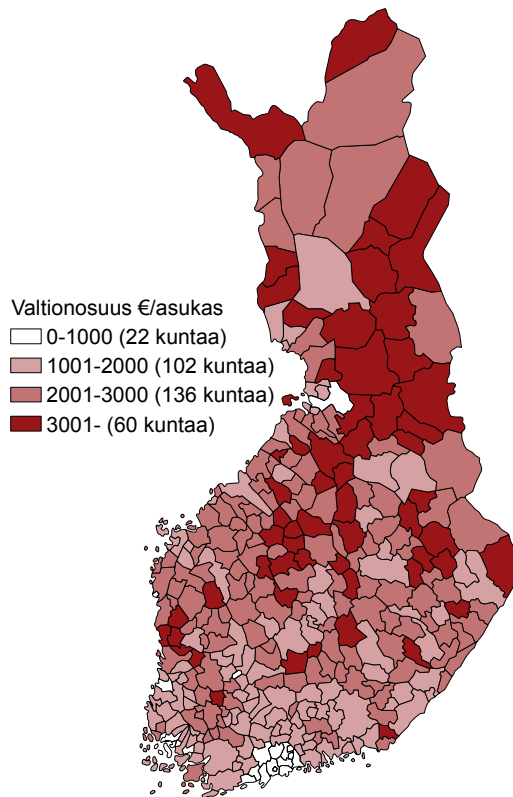 Valtionosuus €/asukas
0-1000 (22 kuntaa)
1001-2000 (102 kuntaa)
2001-3000 (136 kuntaa)
3001- (60 kuntaa)